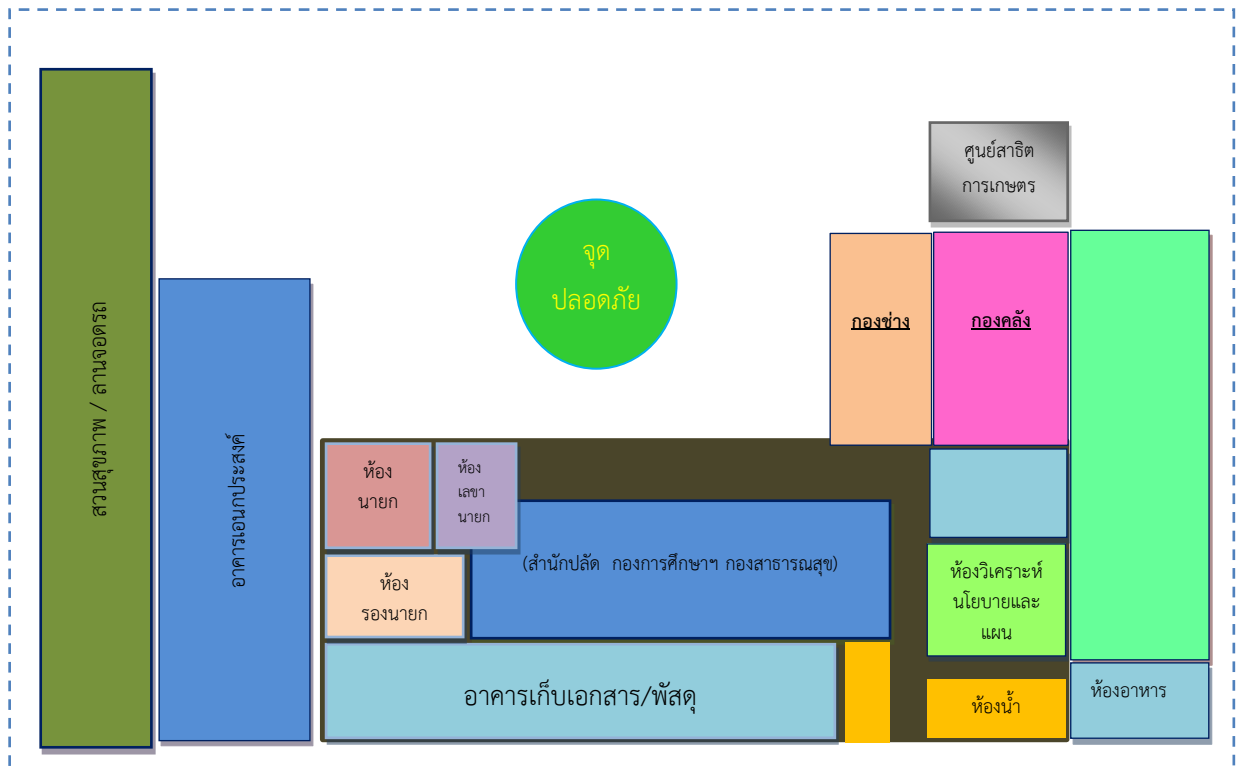 ศูนย์สาธิต
การเกษตร
จุด
ปลอดภัย
สวนสุขภาพ / ลานจอดรถ
อาคารเอนกประสงค์
กองช่าง
กองคลัง
ห้อง
นายก
ห้อง
เลขา
นายก
(สำนักปลัด กองการศึกษาฯ กองสาธารณสุข)
ห้อง
รองนายก
ห้องวิเคราะห์
นโยบายและ
แผน
อาคารเก็บเอกสาร/พัสดุ
ห้องน้ำ
ห้องอาหาร